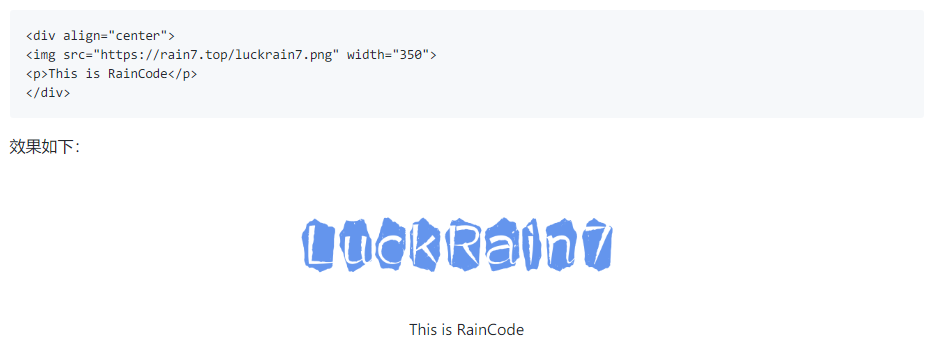 <div align="center">
<img src="https://rain7.top/luckrain7.png" width="350">
<p>This is RainCode</p>
</div>
效果如下：
LuckRain7
This is RainCode